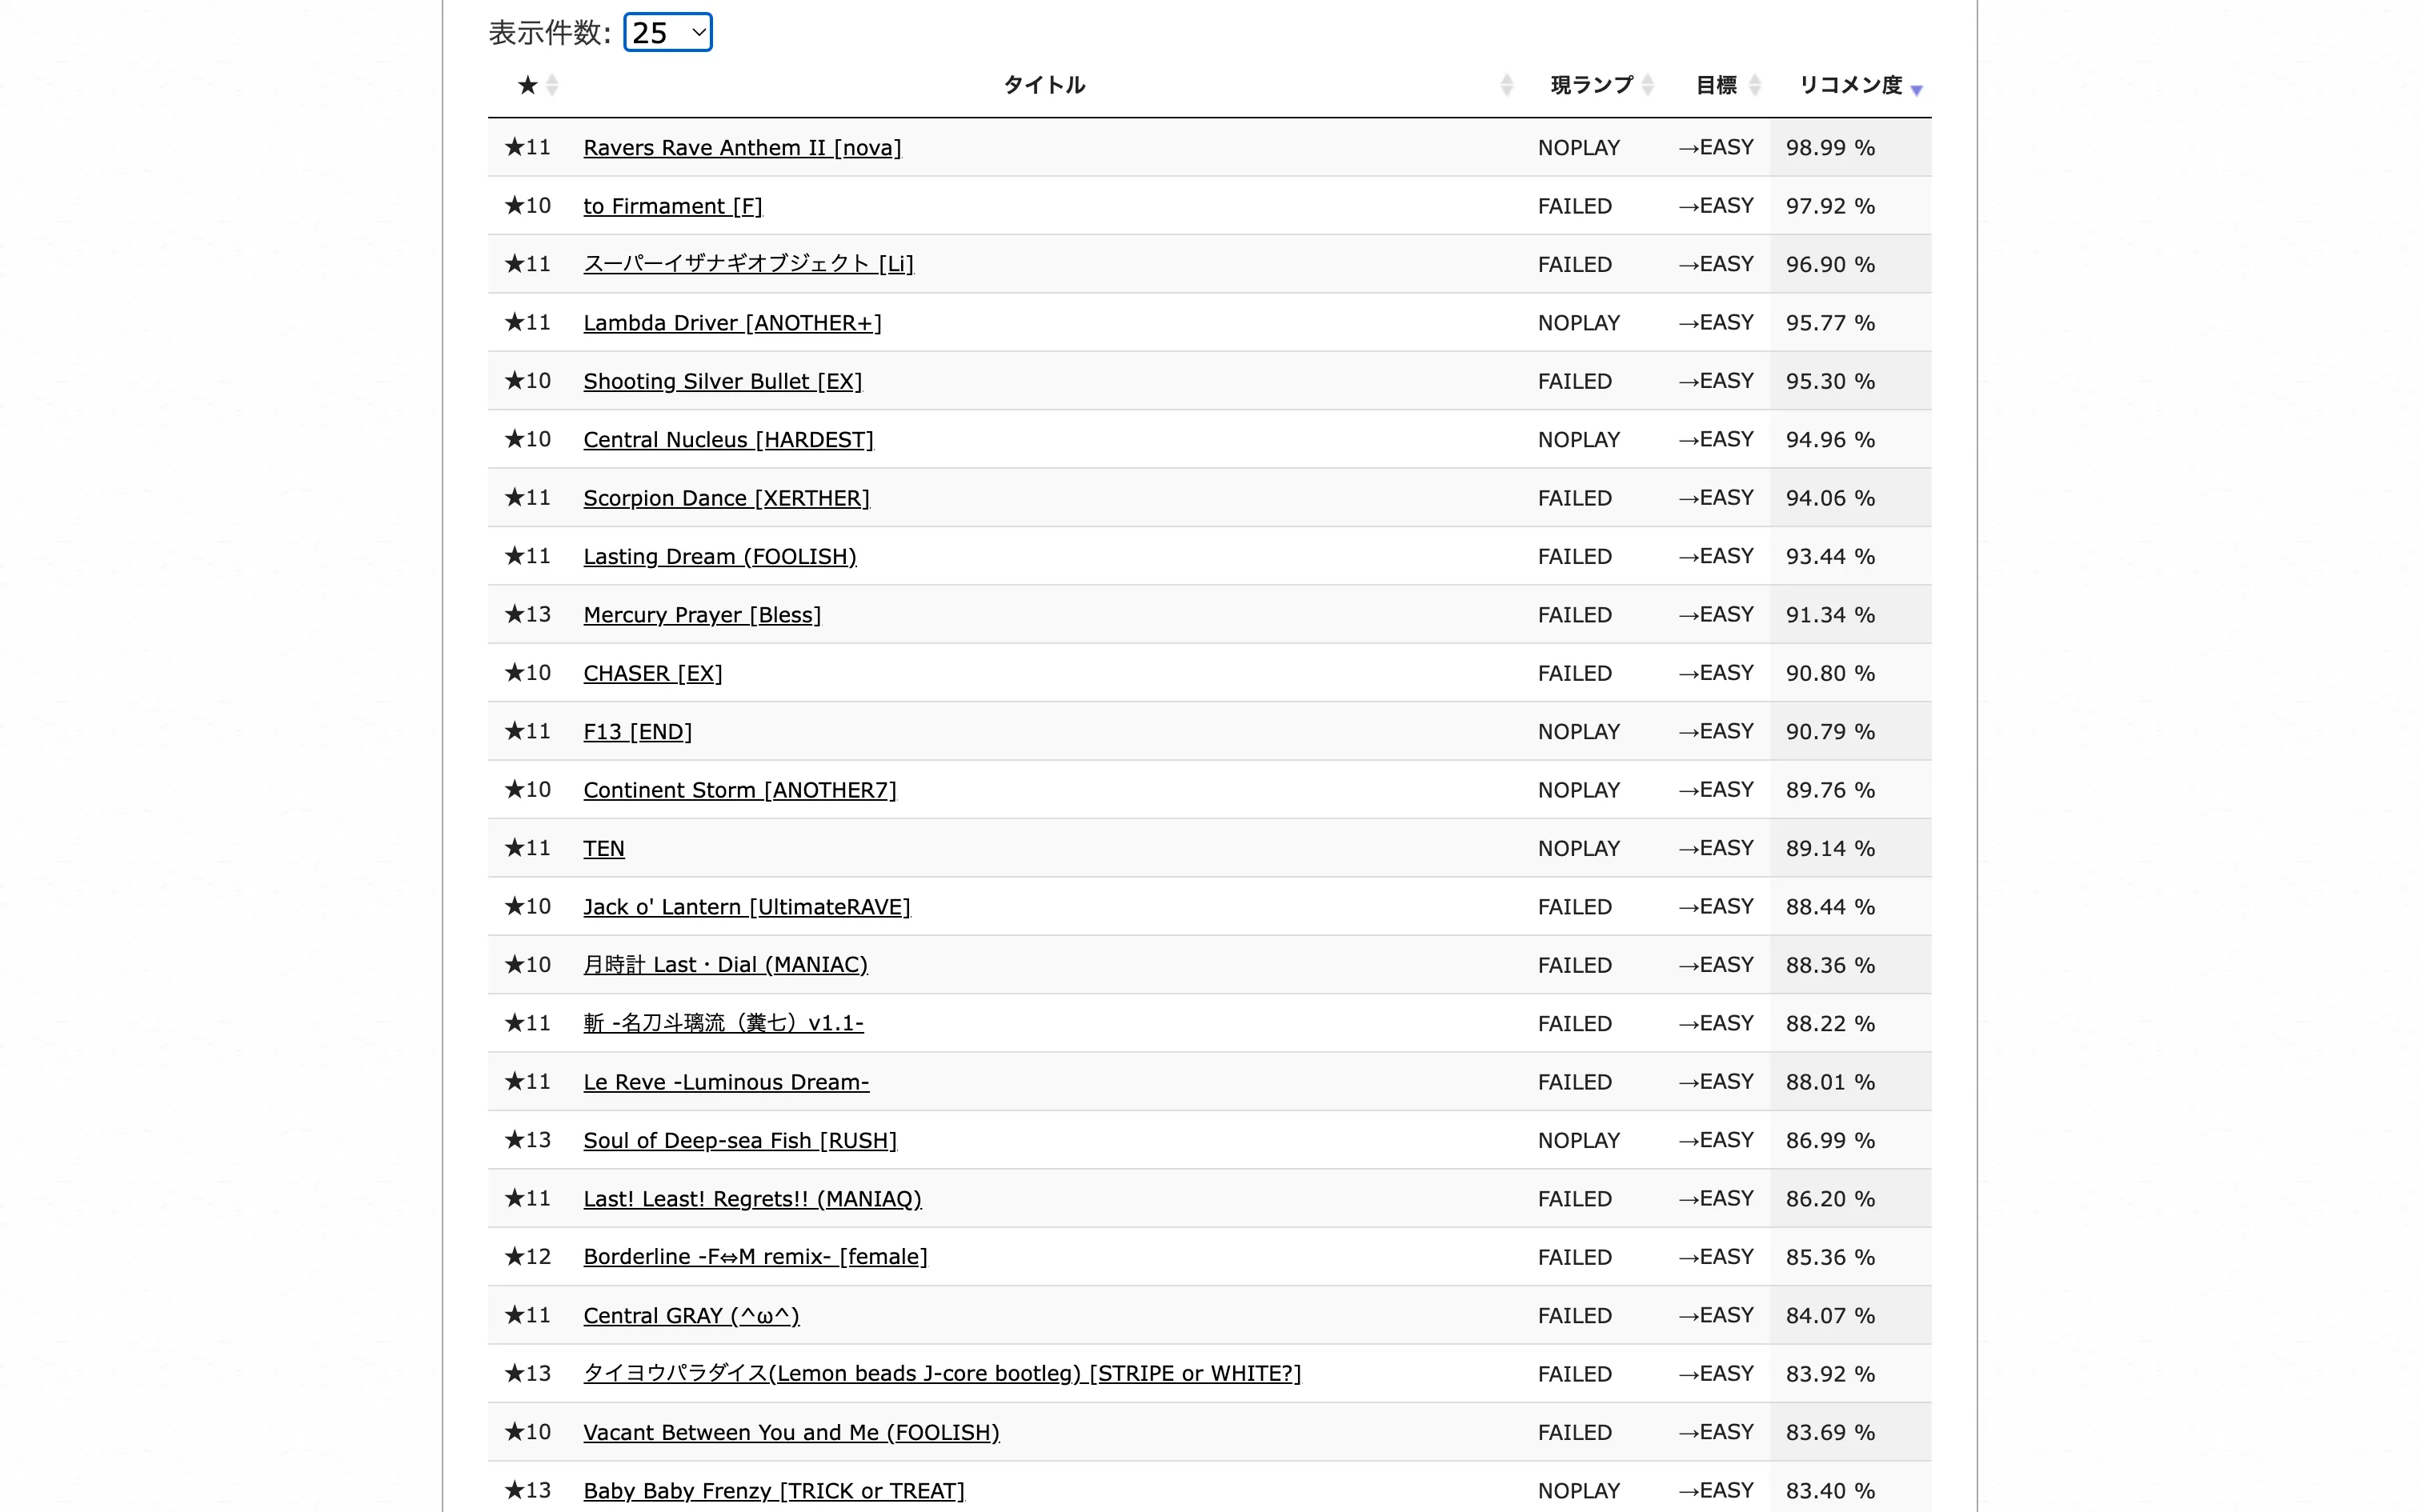 表示件数: 25
★ タイトル 現ランプ 目標 リコメン度
★11 Ravers Rave Anthem II [nova] NOPLAY →EASY 98.99 %
★10 to Firmament [F] FAILED →EASY 97.92 %
★11 スーパーイザナギオブジェクト [Li] FAILED →EASY 96.90 %
★11 Lambda Driver [ANOTHER+] NOPLAY →EASY 95.77 %
★10 Shooting Silver Bullet [EX] FAILED →EASY 95.30 %
★10 Central Nucleus [HARDEST] NOPLAY →EASY 94.96 %
★11 Scorpion Dance [XERTHER] FAILED →EASY 94.06 %
★11 Lasting Dream (FOOLISH) FAILED →EASY 93.44 %
★13 Mercury Prayer [Bless] FAILED →EASY 91.34 %
★10 CHASER [EX] FAILED →EASY 90.80 %
★11 F13 [END] NOPLAY →EASY 90.79 %
★10 Continent Storm [ANOTHER7] NOPLAY →EASY 89.76 %
★11 TEN NOPLAY →EASY 89.14 %
★10 Jack o' Lantern [UltimateRAVE] FAILED →EASY 88.44 %
★10 月時計 Last・Dial (MANIAC) FAILED →EASY 88.36 %
★11 斬 -名刀斗璃流（糞七）v1.1- FAILED →EASY 88.22 %
★11 Le Reve -Luminous Dream- FAILED →EASY 88.01 %
★13 Soul of Deep-sea Fish [RUSH] NOPLAY →EASY 86.99 %
★11 Last! Least! Regrets!! (MANIAQ) FAILED →EASY 86.20 %
★12 Borderline -F⇔M remix- [female] FAILED →EASY 85.36 %
★11 Central GRAY (^ω^) FAILED →EASY 84.07 %
★13 タイヨウパラダイス(Lemon beads J-core bootleg) [STRIPE or WHITE?] FAILED →EASY 83.92 %
★10 Vacant Between You and Me (FOOLISH) FAILED →EASY 83.69 %
★13 Baby Baby Frenzy [TRICK or TREAT] NOPLAY →EASY 83.40 %